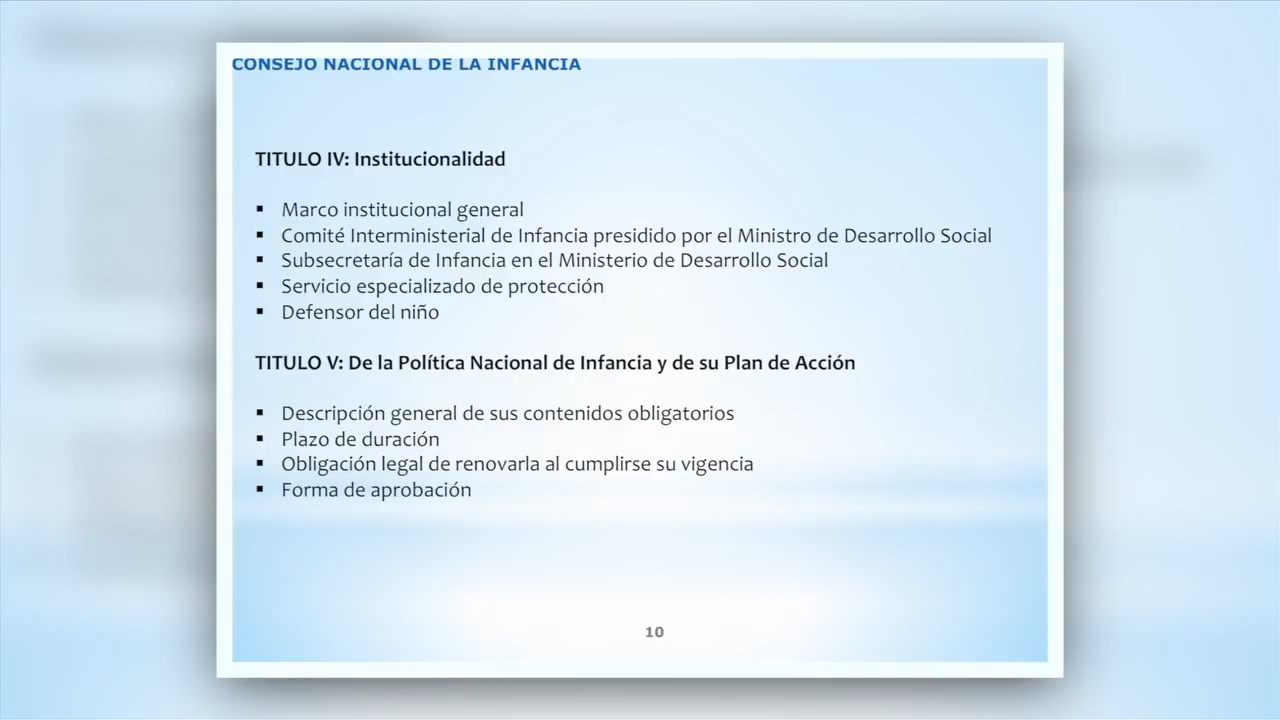 CONSEJO NACIONAL DE LA INFANCIA
TITULO IV: Institucionalidad
▪ Marco institucional general
▪ Comité Interministerial de Infancia presidido por el Ministro de Desarrollo Social
▪ Subsecretaría de Infancia en el Ministerio de Desarrollo Social
▪ Servicio especializado de protección
▪ Defensor del niño
TITULO V: De la Política Nacional de Infancia y de su Plan de Acción
▪ Descripción general de sus contenidos obligatorios
▪ Plazo de duración
▪ Obligación legal de renovarla al cumplirse su vigencia
▪ Forma de aprobación
10